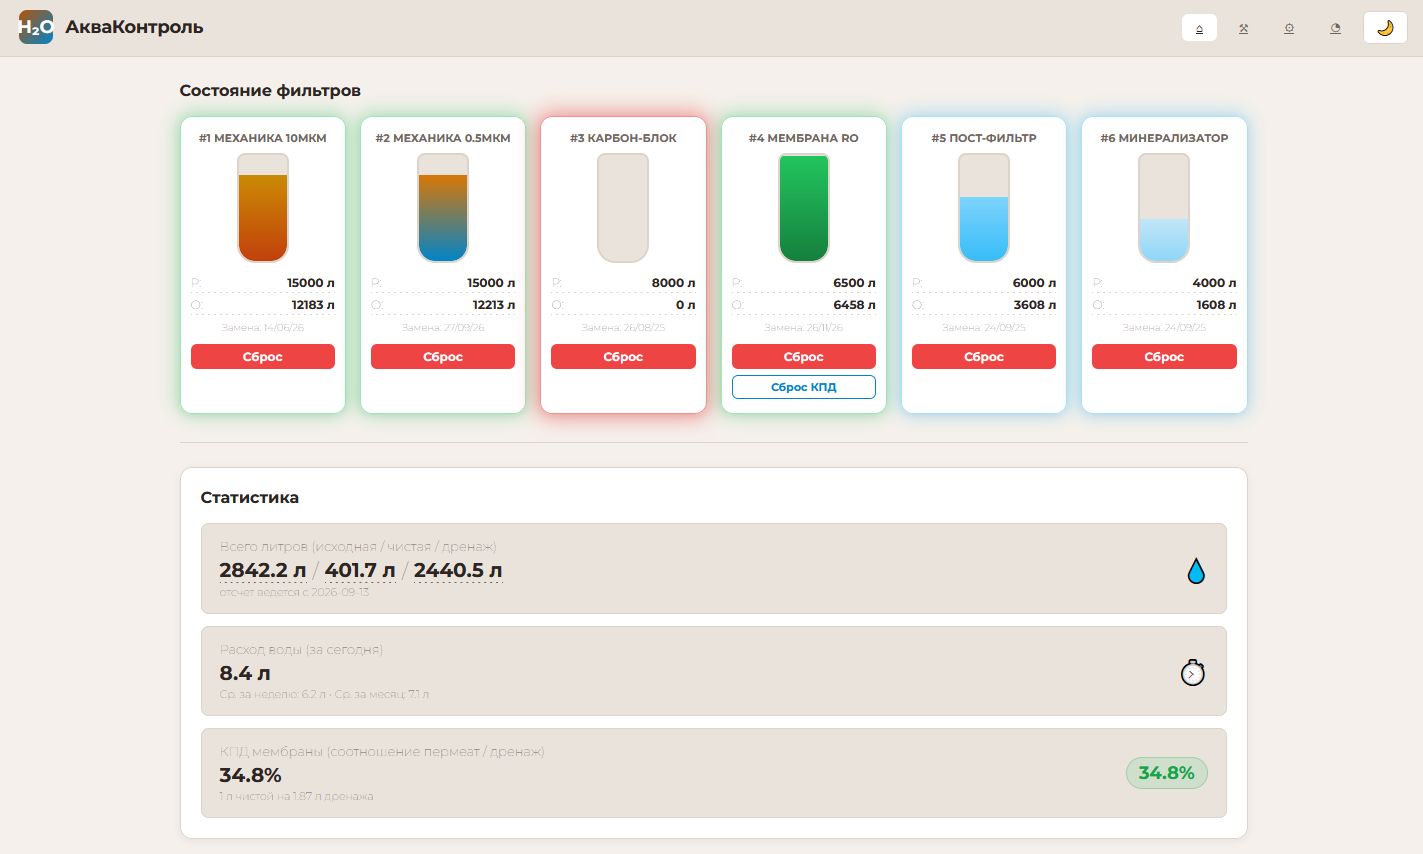 H₂O АкваКонтроль
Состояние фильтров
#1 МЕХАНИКА 10МКМ
Р: 15000 л
О: 12183 л
Замена: 14/06/26
Сброс
#2 МЕХАНИКА 0.5МКМ
Р: 15000 л
О: 12213 л
Замена: 27/09/26
Сброс
#3 КАРБОН-БЛОК
Р: 8000 л
О: 0 л
Замена: 26/08/25
Сброс
#4 МЕМБРАНА RO
Р: 6500 л
О: 6458 л
Замена: 26/11/26
Сброс
Сброс КПД
#5 ПОСТ-ФИЛЬТР
Р: 6000 л
О: 3608 л
Замена: 24/09/25
Сброс
#6 МИНЕРАЛИЗАТОР
Р: 4000 л
О: 1608 л
Замена: 24/09/25
Сброс
Статистика
Всего литров (исходная / чистая / дренаж)
2842.2 л / 401.7 л / 2440.5 л
отсчет ведется с 2026-09-13
Расход воды (за сегодня)
8.4 л
Ср. за неделю: 6.2 л • Ср. за месяц: 7.1 л
КПД мембраны (соотношение пермеат / дренаж)
34.8%
1 л чистой на 1.87 л дренажа
34.8%